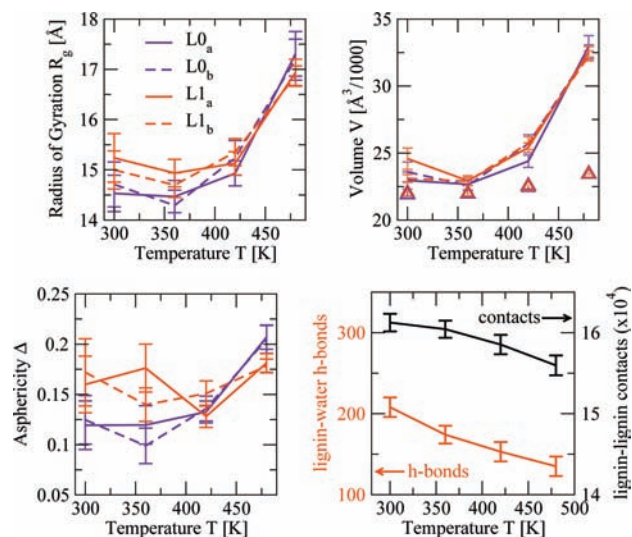 18
17
16
15
14
Radius of Gyration R_g [Å]
L0_a
L0_b
L1_a
L1_b
300 350 400 450
Temperature T [K]
35
30
25
20
Volume V [Å^3/1000]
300 350 400 450
Temperature T [K]
0.25
0.2
0.15
0.1
0.05
Asphericity Δ
300 350 400 450
Temperature T [K]
300
200
100
lignin-water h-bonds
contacts
h-bonds
16
15
14
lignin-lignin contacts (x10^4)
300 350 400 450 500
Temperature T [K]